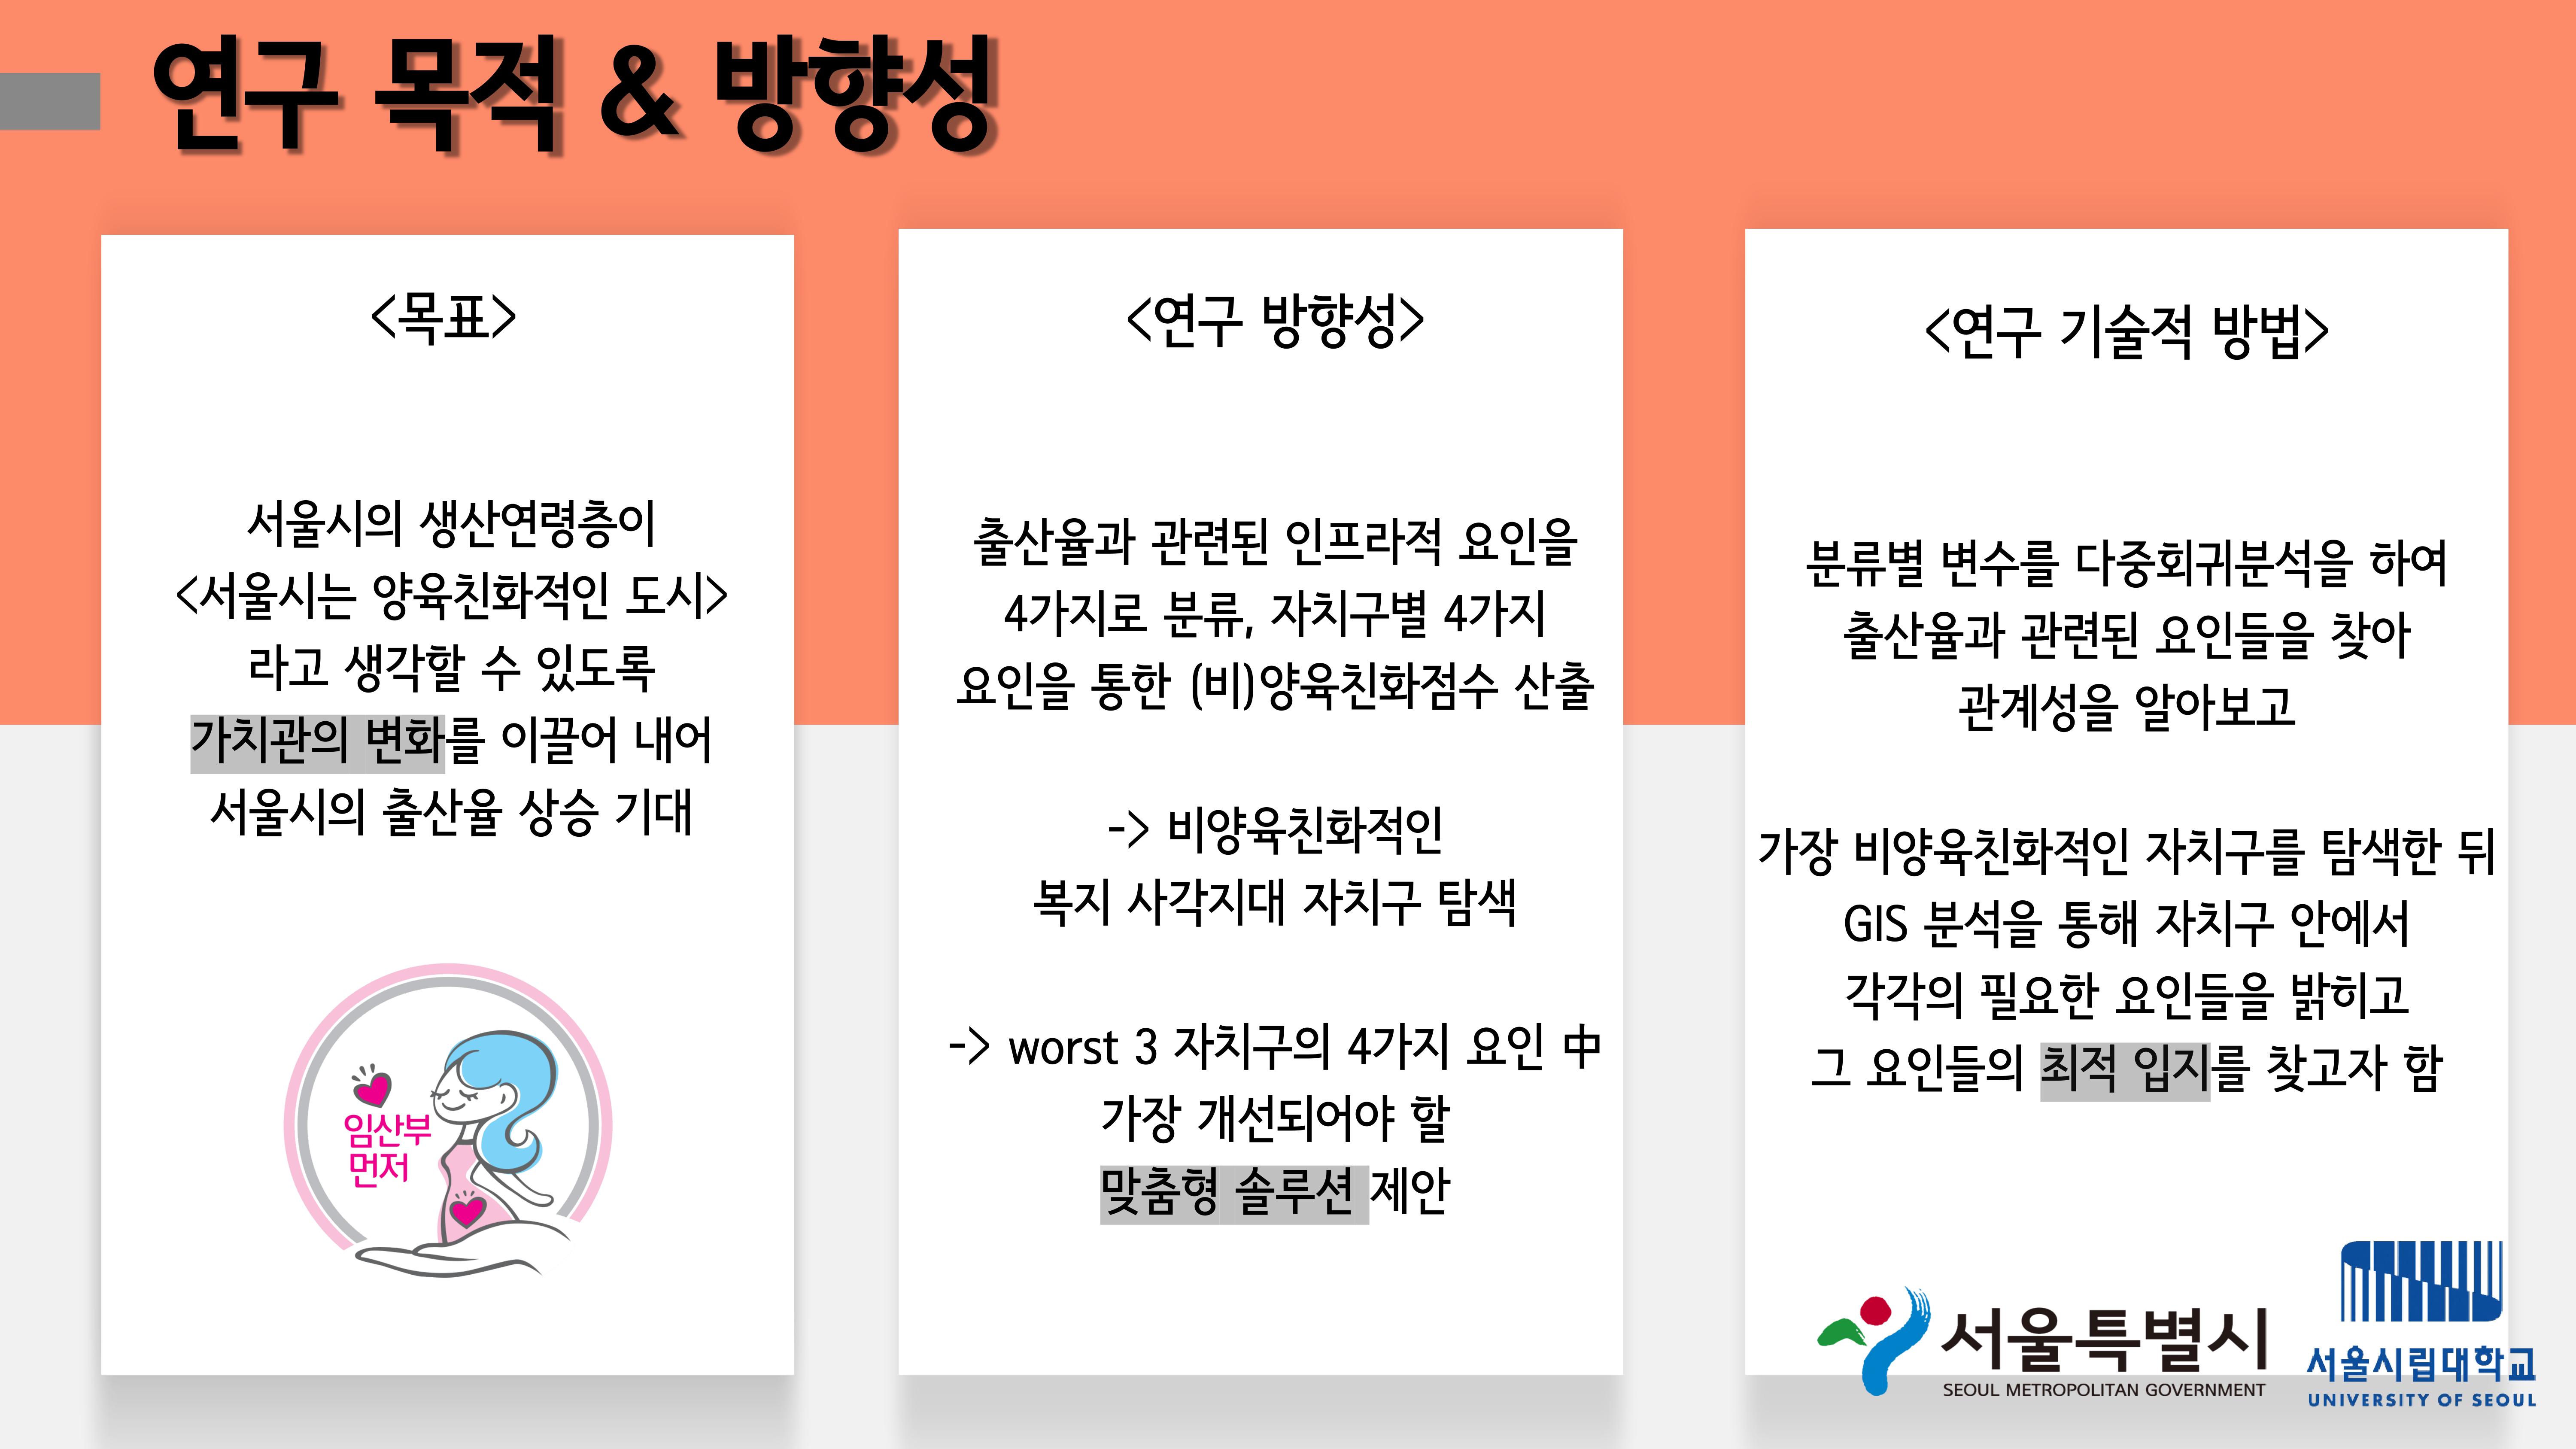 연구 목적 & 방향성
<목표>
서울시의 생산연령층이
<서울시는 양육친화적인 도시>
라고 생각할 수 있도록
가치관의 변화를 이끌어 내어
서울시의 출산율 상승 기대
임산부
먼저
<연구 방향성>
출산율과 관련된 인프라적 요인을
4가지로 분류, 자치구별 4가지
요인을 통한 (비)양육친화점수 산출
-> 비양육친화적인
복지 사각지대 자치구 탐색
-> worst 3 자치구의 4가지 요인 中
가장 개선되어야 할
맞춤형 솔루션 제안
<연구 기술적 방법>
분류별 변수를 다중회귀분석을 하여
출산율과 관련된 요인들을 찾아
관계성을 알아보고
가장 비양육친화적인 자치구를 탐색한 뒤
GIS 분석을 통해 자치구 안에서
각각의 필요한 요인들을 밝히고
그 요인들의 최적 입지를 찾고자 함
서울특별시
SEOUL METROPOLITAN GOVERNMENT
서울시립대학교
UNIVERSITY OF SEOUL